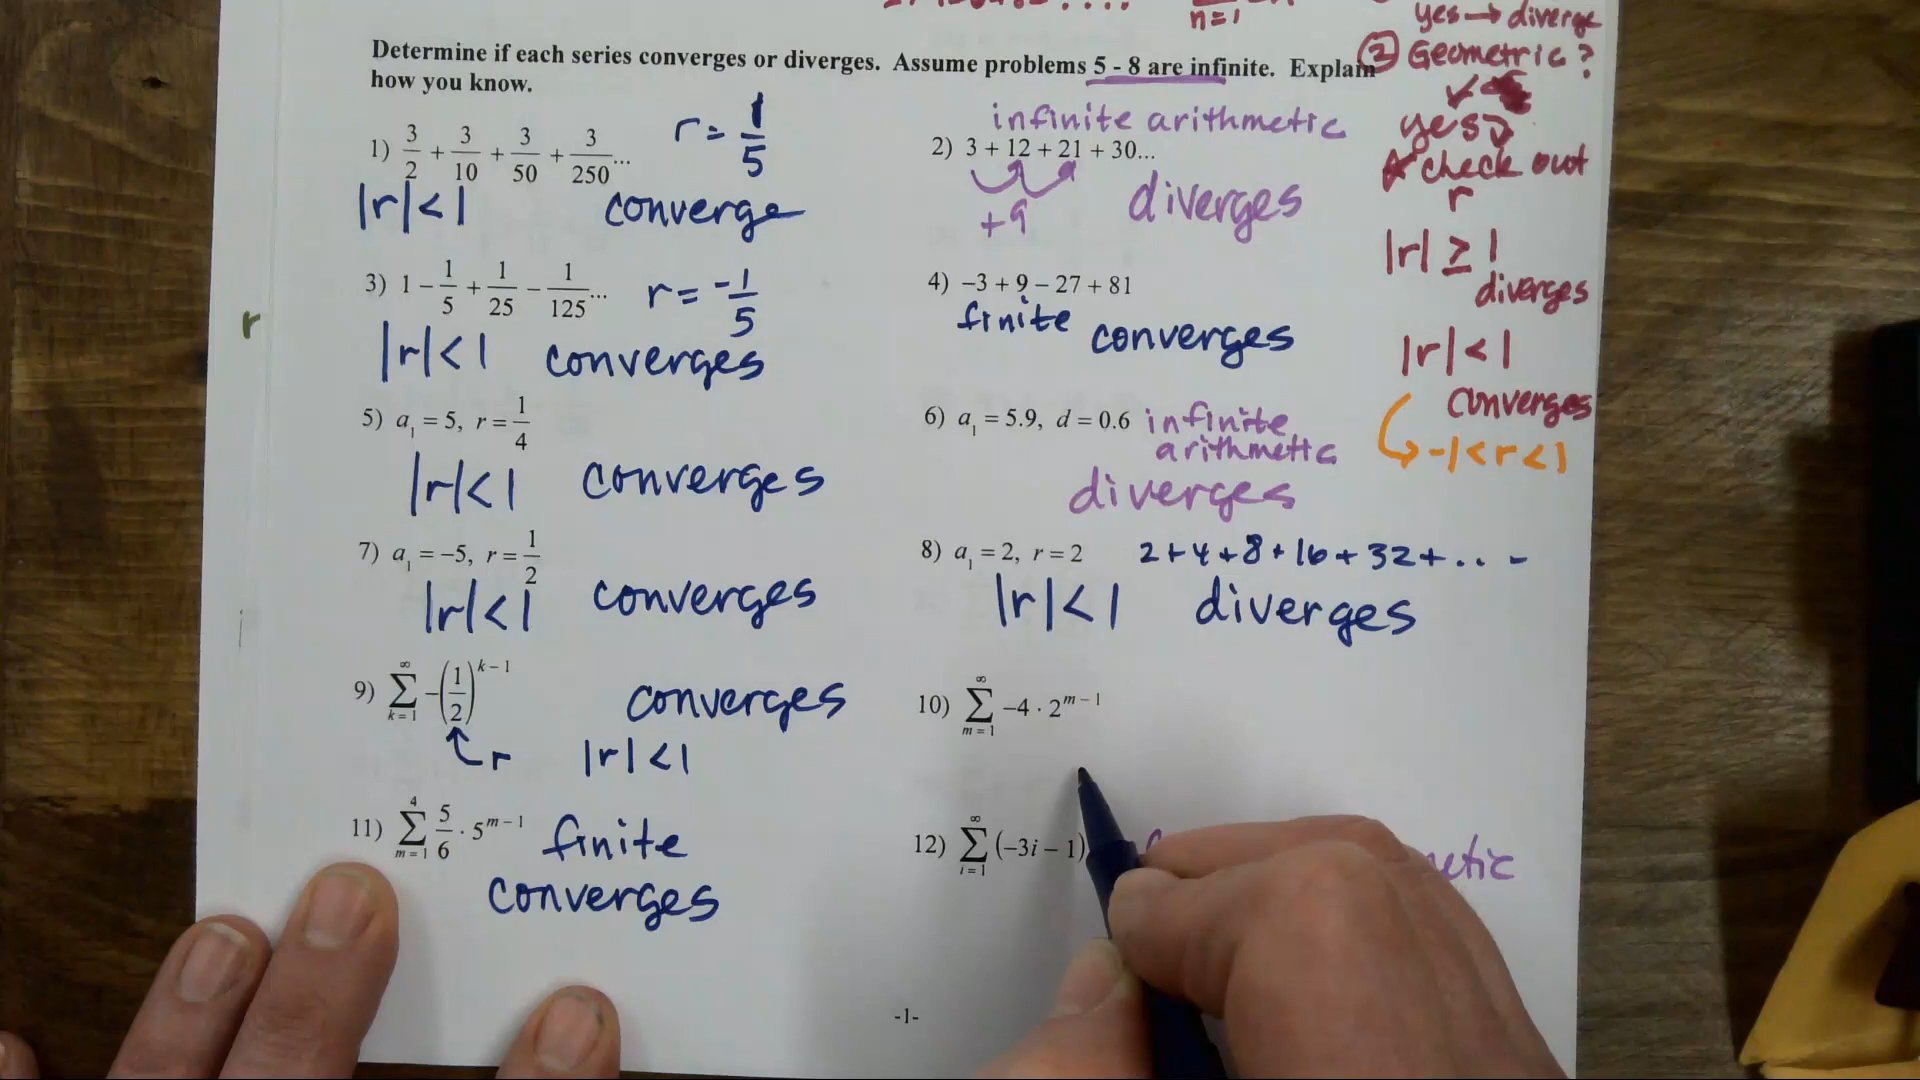 n=1
yes → diverge
Determine if each series converges or diverges. Assume problems 5 - 8 are infinite. Explain
how you know.
② Geometric?
yes
check out
r
|r| ≥ 1
diverges
|r| < 1
converges
-1 < r < 1
1) 3/2 + 3/10 + 3/50 + 3/250 ... r = 1/5
|r| < 1 converge
infinite arithmetic
2) 3 + 12 + 21 + 30...
+9 diverges
3) 1 − 1/5 + 1/25 − 1/125 ... r = -1/5
|r| < 1 converges
4) −3 + 9 − 27 + 81
finite converges
r
5) a₁ = 5, r = 1/4
|r| < 1 converges
6) a₁ = 5.9, d = 0.6 infinite
arithmetic
diverges
7) a₁ = −5, r = 1/2
|r| < 1 converges
8) a₁ = 2, r = 2 2+4+8+16+32+...
|r| < 1 diverges
9) ∞ ∑ k = 1 −(1/2)^(k − 1) converges
r |r| < 1
10) ∞ ∑ m = 1 −4 · 2^(m − 1)
11) 4 ∑ m = 1 5/6 · 5^(m − 1) finite
converges
12) ∞ ∑ i = 1 (−3i − 1)
-1-